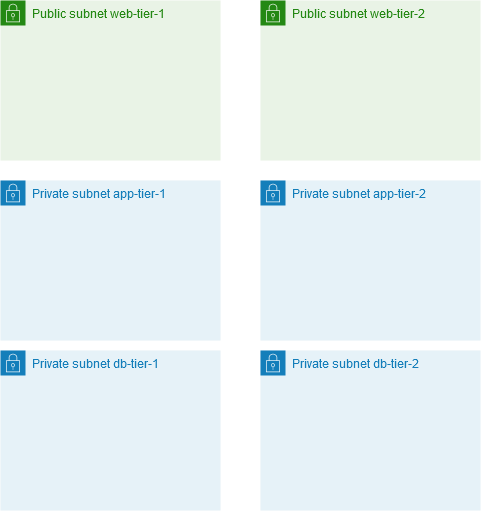 Public subnet web-tier-1
Public subnet web-tier-2
Private subnet app-tier-1
Private subnet app-tier-2
Private subnet db-tier-1
Private subnet db-tier-2